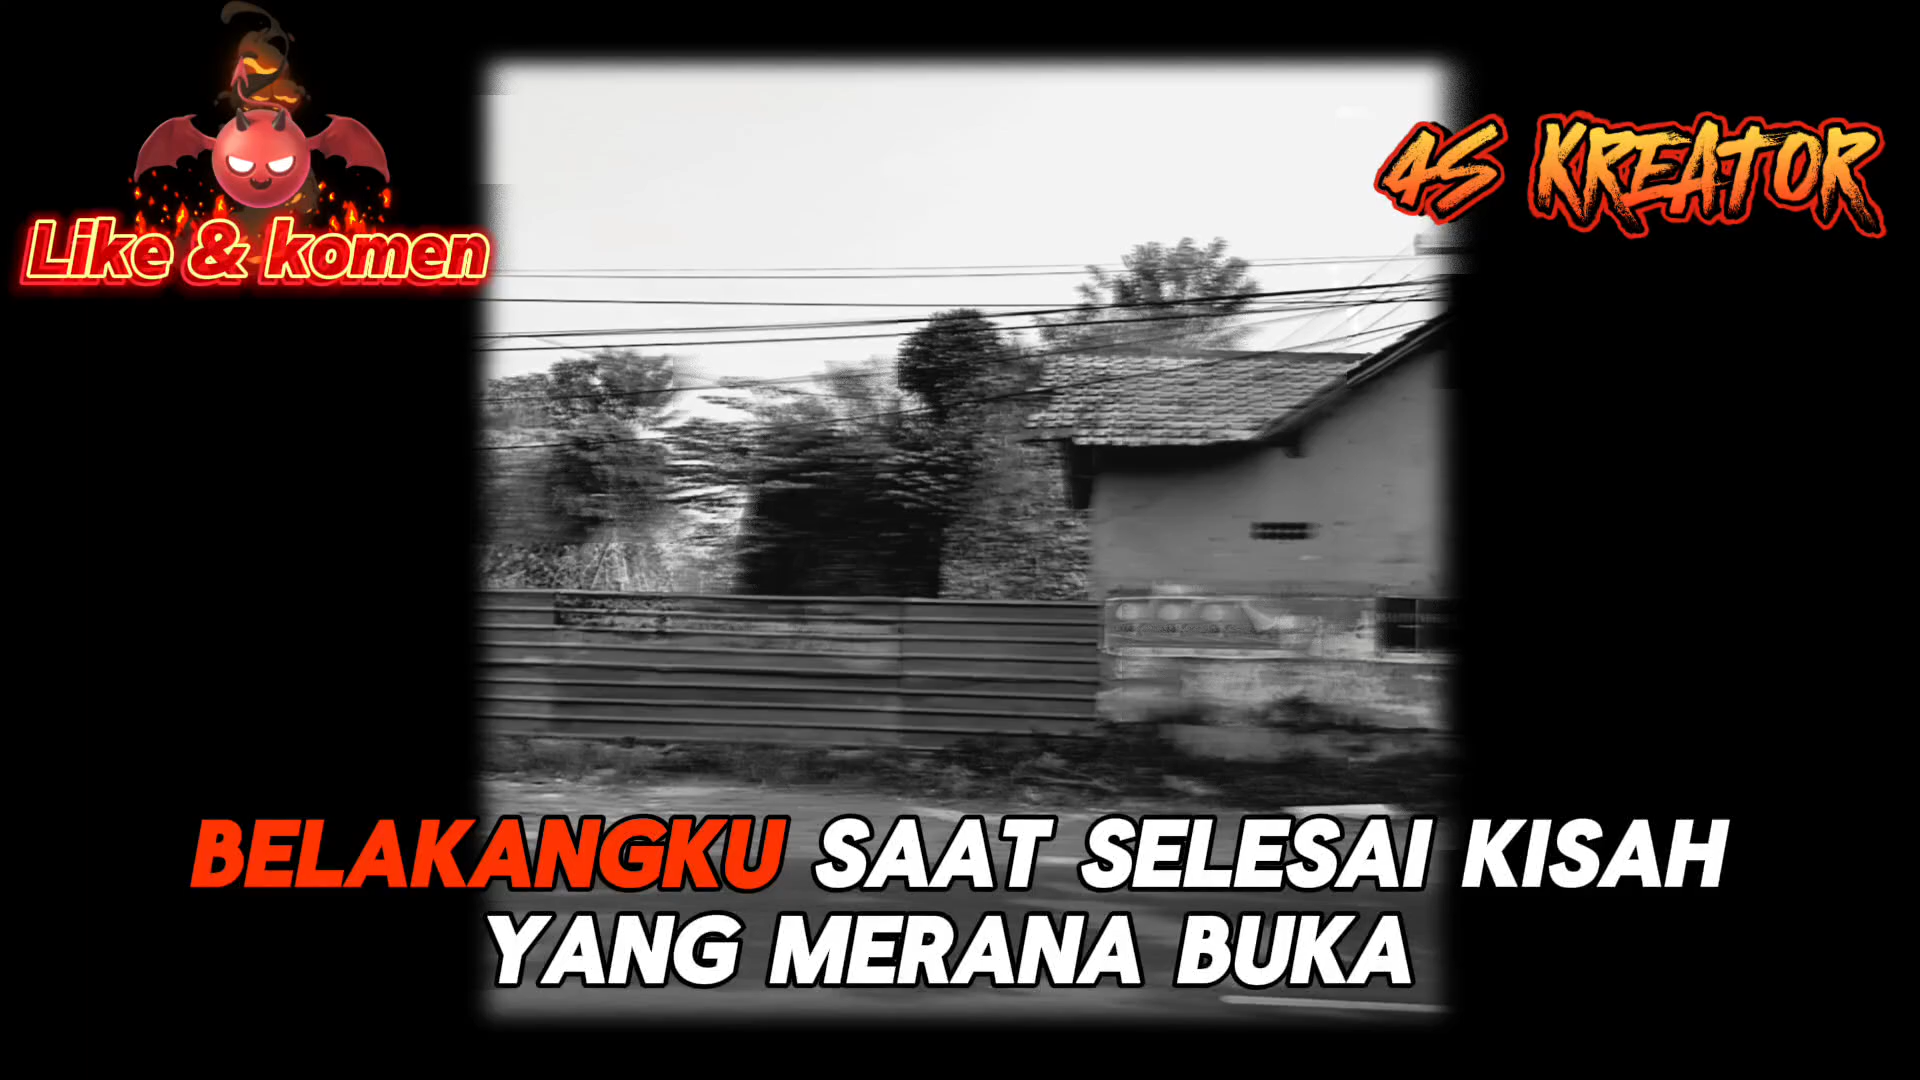 Like & komen
4S KREATOR
BELAKANGKU SAAT SELESAI KISAH
YANG MERANA BUKA